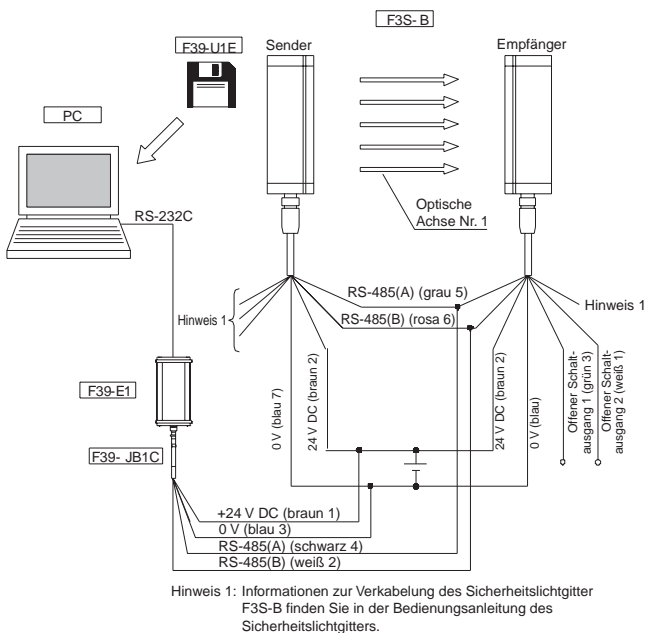 F3S- B
F39-U1E
Sender
Empfänger
PC
RS-232C
Optische
Achse Nr. 1
RS-485(A) (grau 5)
RS-485(B) (rosa 6)
Hinweis 1
Hinweis 1
0 V (blau 7)
24 V DC (braun 2)
24 V DC (braun 2)
0 V (blau)
Offener Schalt-
ausgang 1 (grün 3)
Offener Schalt-
ausgang 2 (weiß 1)
F39-E1
F39- JB1C
+24 V DC (braun 1)
0 V (blau 3)
RS-485(A) (schwarz 4)
RS-485(B) (weiß 2)
Hinweis 1: Informationen zur Verkabelung des Sicherheitslichtgitter
F3S-B finden Sie in der Bedienungsanleitung des
Sicherheitslichtgitters.